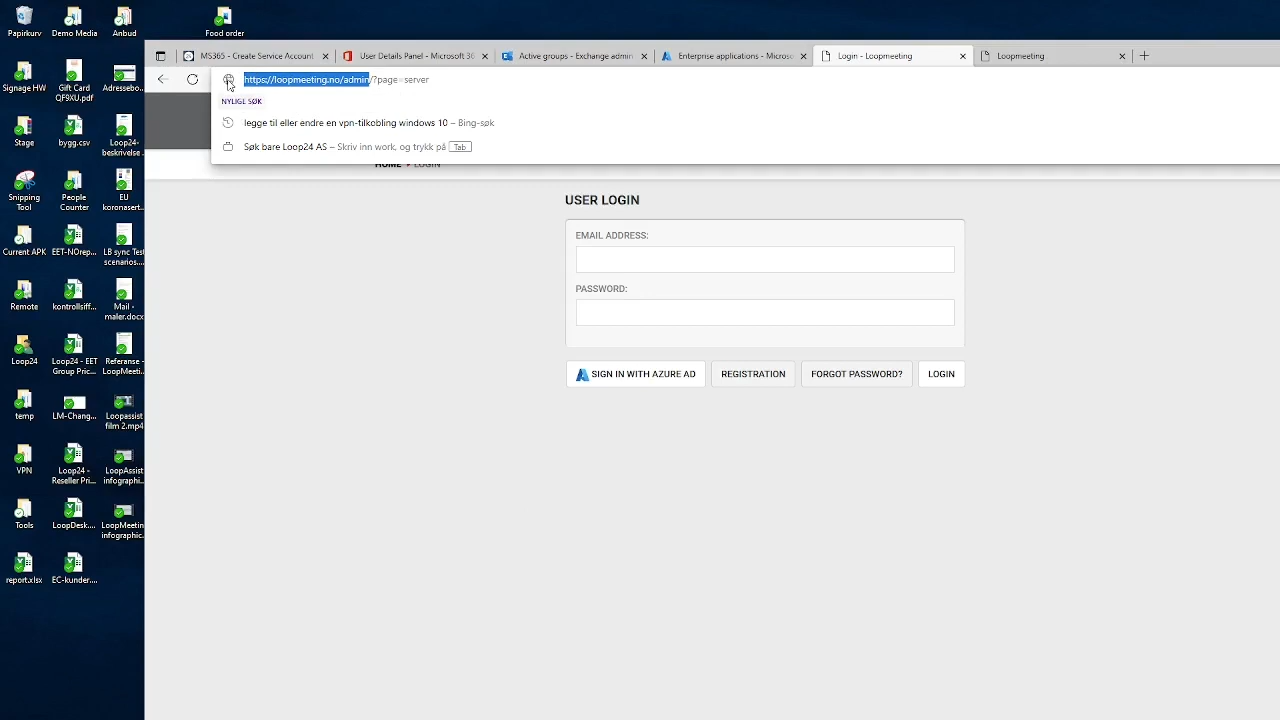 Papirkurv
Demo Media
Anbud
Food order
Signage HW
Gift Card
QF9XU.pdf
Adressebo...
Stage
bygg.csv
Loop24-
beskrivelse ...
Snipping
Tool
People
Counter
EU
koronasert...
Current APK
EET-NOrep...
LB sync Test
scenarios....
Remote
kontrollsiff...
Mail -
maler.docx
Loop24
Loop24 - EET
Group Pric...
Referanse -
LoopMeeti...
temp
LM-Chang...
Loopassist
film 2.mp4
VPN
Loop24 -
Reseller Pri...
LoopAssist
infographi...
Tools
LoopDesk....
LoopMeetin
infographic...
report.xlsx
EC-kunder....
MS365 - Create Service Account
User Details Panel - Microsoft 36
Active groups - Exchange admin
Enterprise applications - Microso
Login - Loopmeeting
Loopmeeting
https://loopmeeting.no/admin/?page=server
NYLIGE SØK
legge til eller endre en vpn-tilkobling windows 10 – Bing-søk
Søk bare Loop24 AS – Skriv inn work, og trykk på Tab
HOME LOGIN
USER LOGIN
EMAIL ADDRESS:
PASSWORD:
SIGN IN WITH AZURE AD
REGISTRATION
FORGOT PASSWORD?
LOGIN